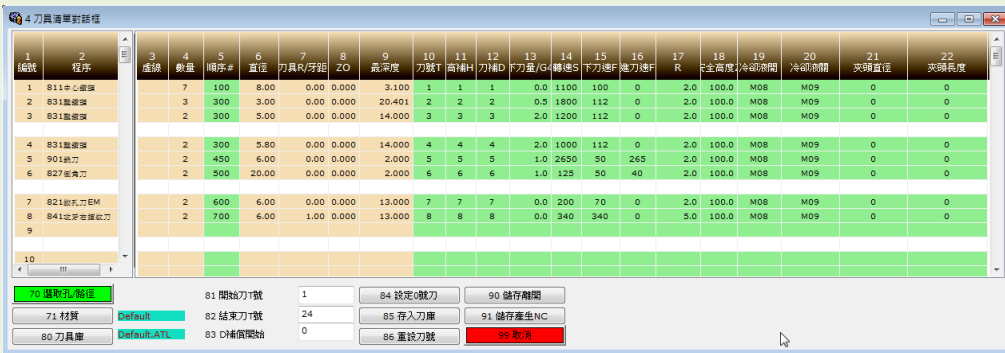 4 刀具清單對話框
1 2 3 4 5 6 7 8 9 10 11 12 13 14 15 16 17 18 19 20 21 22
編號 程序 虛線 數量 順序# 直徑 刀具R/牙距 ZO 最深度 刀號T 高補H 刀補D 下刀量/G4 轉速S 下刀速F 進刀速F R 安全高度 冷卻液開 冷卻液關 夾頭直徑 夾頭長度
1 811中心鑽頭 7 100 8.00 0.00 0.000 3.100 1 1 1 0.0 1100 100 0 2.0 100.0 M08 M09 0 0
2 831盤鑽頭 3 300 3.00 0.00 0.000 20.401 2 2 2 0.5 1800 112 0 2.0 100.0 M08 M09 0 0
3 831盤鑽頭 2 300 5.00 0.00 0.000 14.000 3 3 3 2.0 1200 112 0 2.0 100.0 M08 M09 0 0
4 831盤鑽頭 2 300 5.80 0.00 0.000 14.000 4 4 4 2.0 1000 112 0 2.0 100.0 M08 M09 0 0
5 901銑刀 2 450 6.00 0.00 0.000 2.000 5 5 5 1.0 2650 50 265 2.0 100.0 M08 M09 0 0
6 827倒角刀 2 500 20.00 0.00 0.000 2.000 6 6 6 1.0 125 50 40 2.0 100.0 M08 M09 0 0
7 821鉸孔刀EM 2 600 6.00 0.00 0.000 13.000 7 7 7 0.0 200 70 0 2.0 100.0 M08 M09 0 0
8 841攻牙右螺紋刀 2 700 6.00 1.00 0.000 13.000 8 8 8 0.0 340 340 0 5.0 100.0 M08 M09 0 0
9
10
70 選取孔/路徑 81 開始刀T號 1 84 設定0號刀 90 儲存離開
71 材質 Default 82 結束刀T號 24 85 存入刀庫 91 儲存產生NC
80 刀具庫 Default.ATL 83 D補償開始 0 86 重設刀號 99 取消